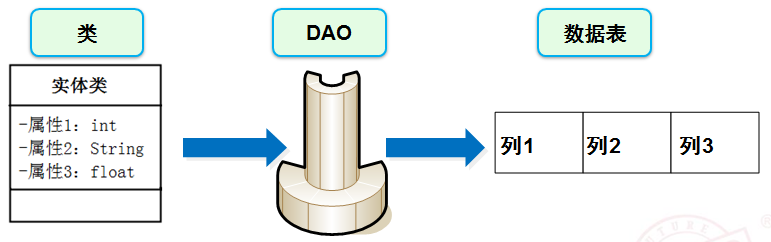 类
DAO
数据表
实体类
-属性1: int
-属性2: String
-属性3: float
列1
列2
列3